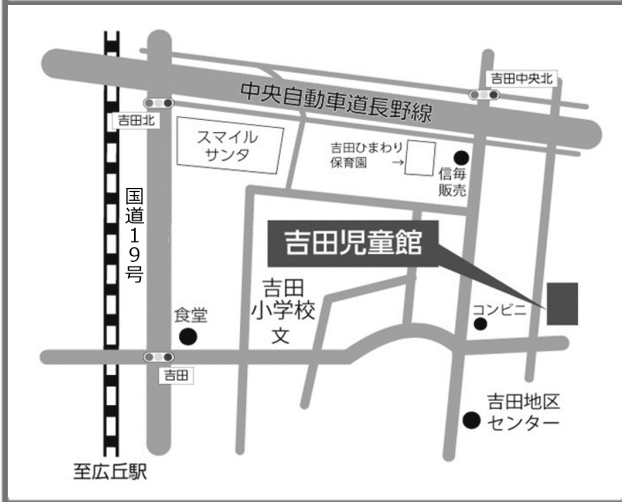 吉田中央北
中央自動車道長野線
吉田北
スマイル
サンタ
吉田ひまわり
保育園
→
信毎
販売
国道19号
吉田児童館
吉田
小学校
文
食堂
コンビニ
吉田
吉田地区
センター
至広丘駅